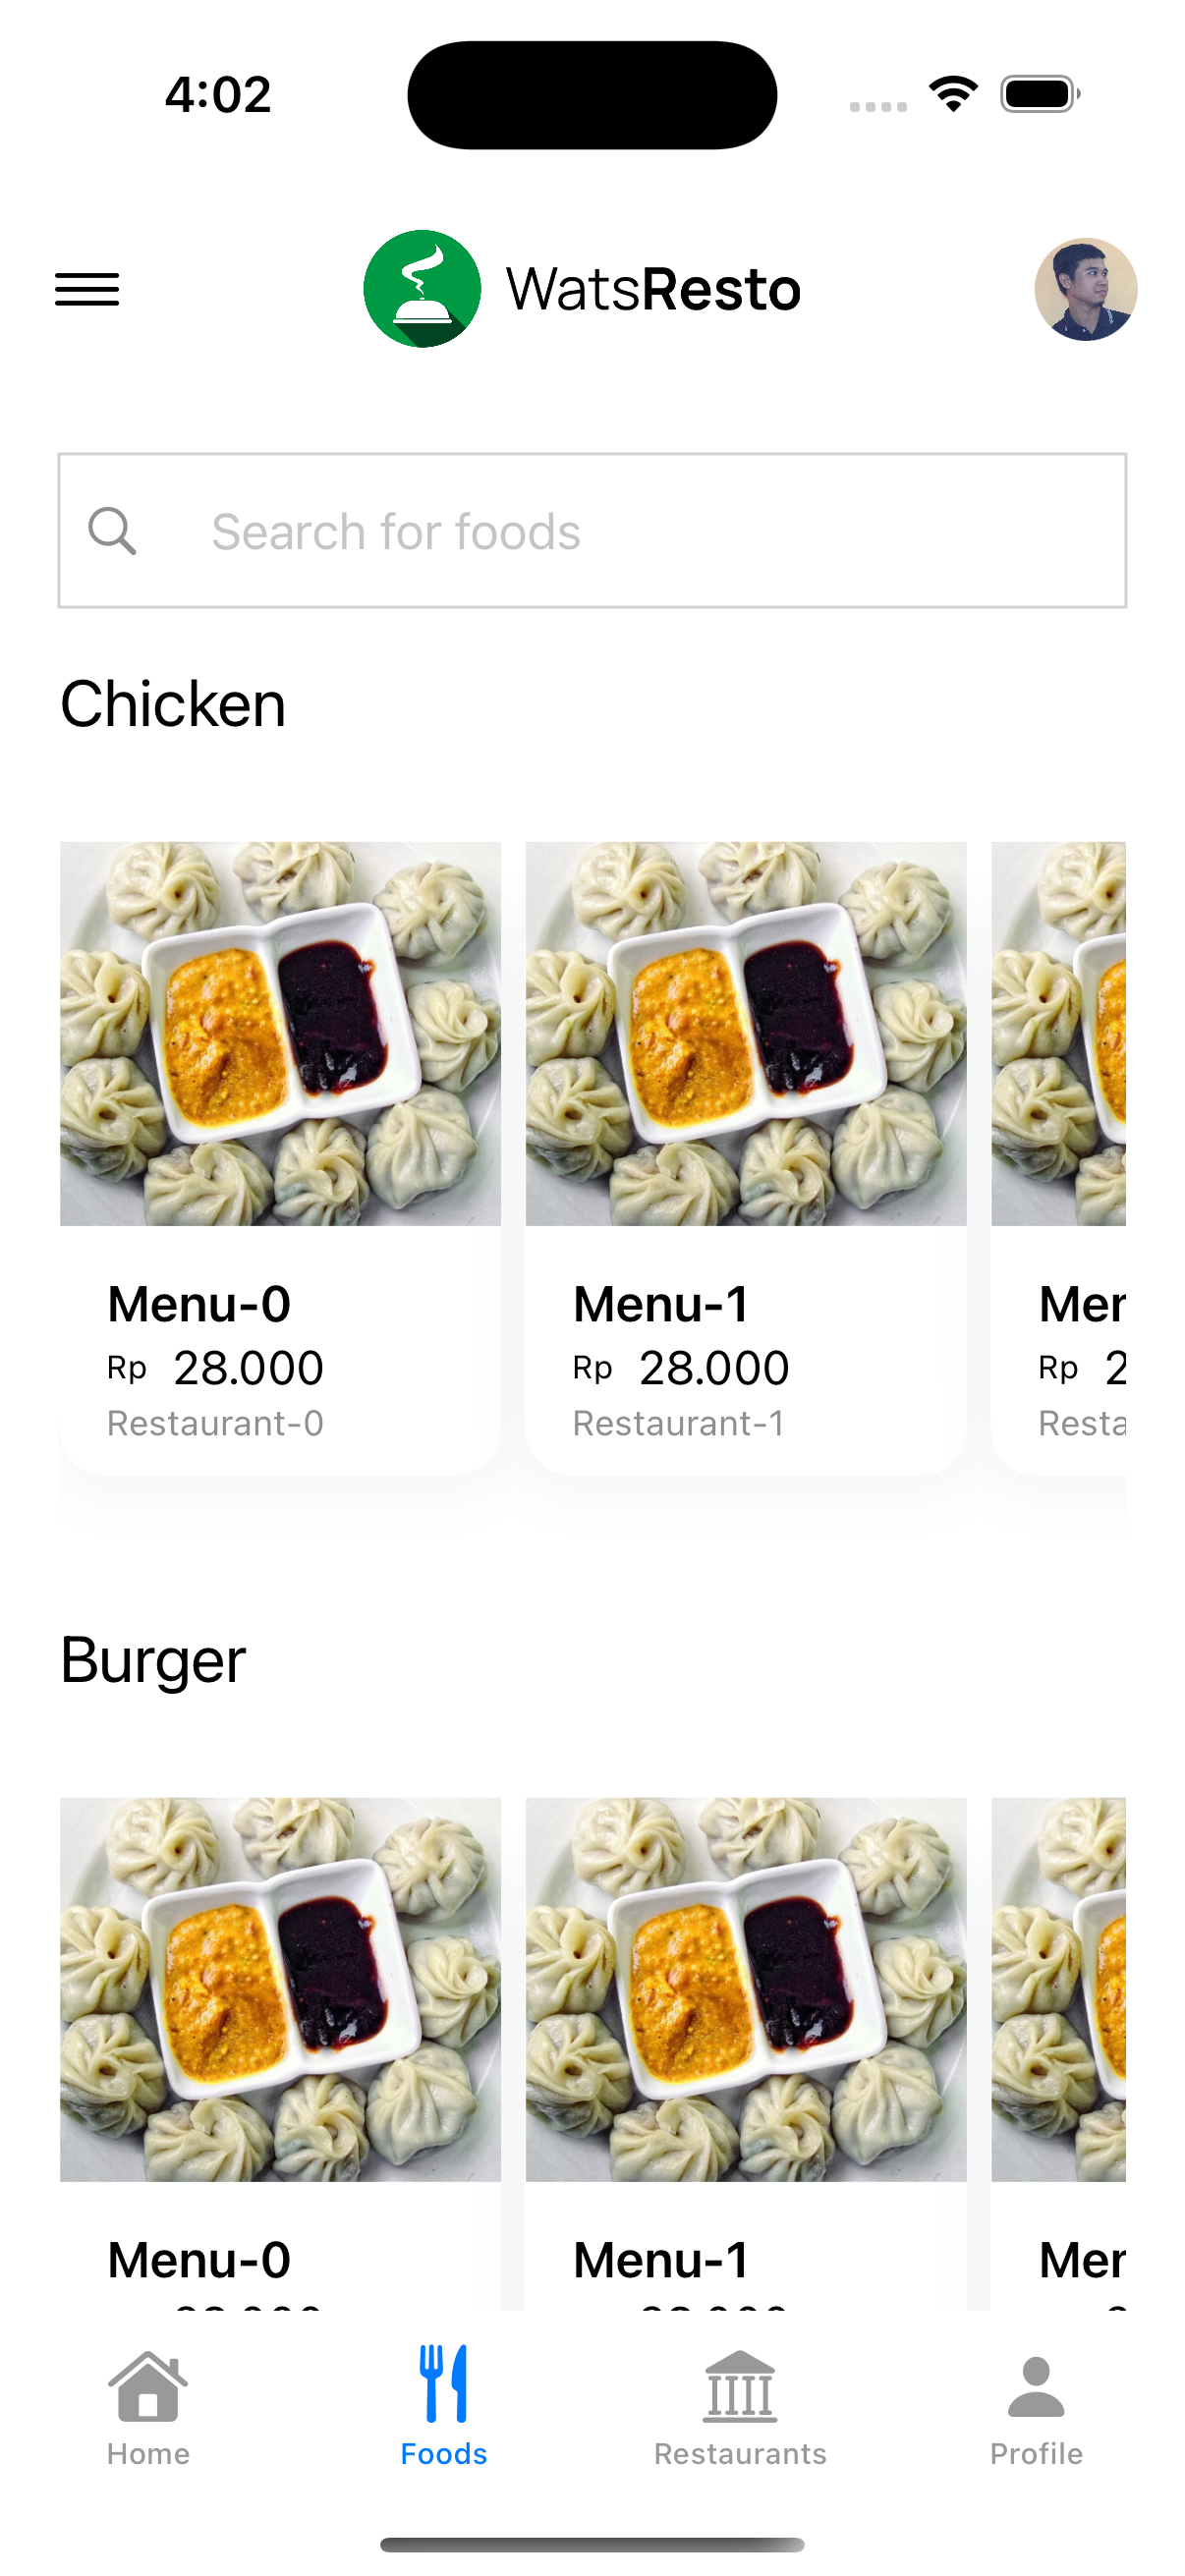 4:02
WatsResto
Search for foods
Chicken
Menu-0 Menu-1 Mer
Rp 28.000 Rp 28.000 Rp 2
Restaurant-0 Restaurant-1 Resta
Burger
Menu-0 Menu-1 Mer
Home Foods Restaurants Profile